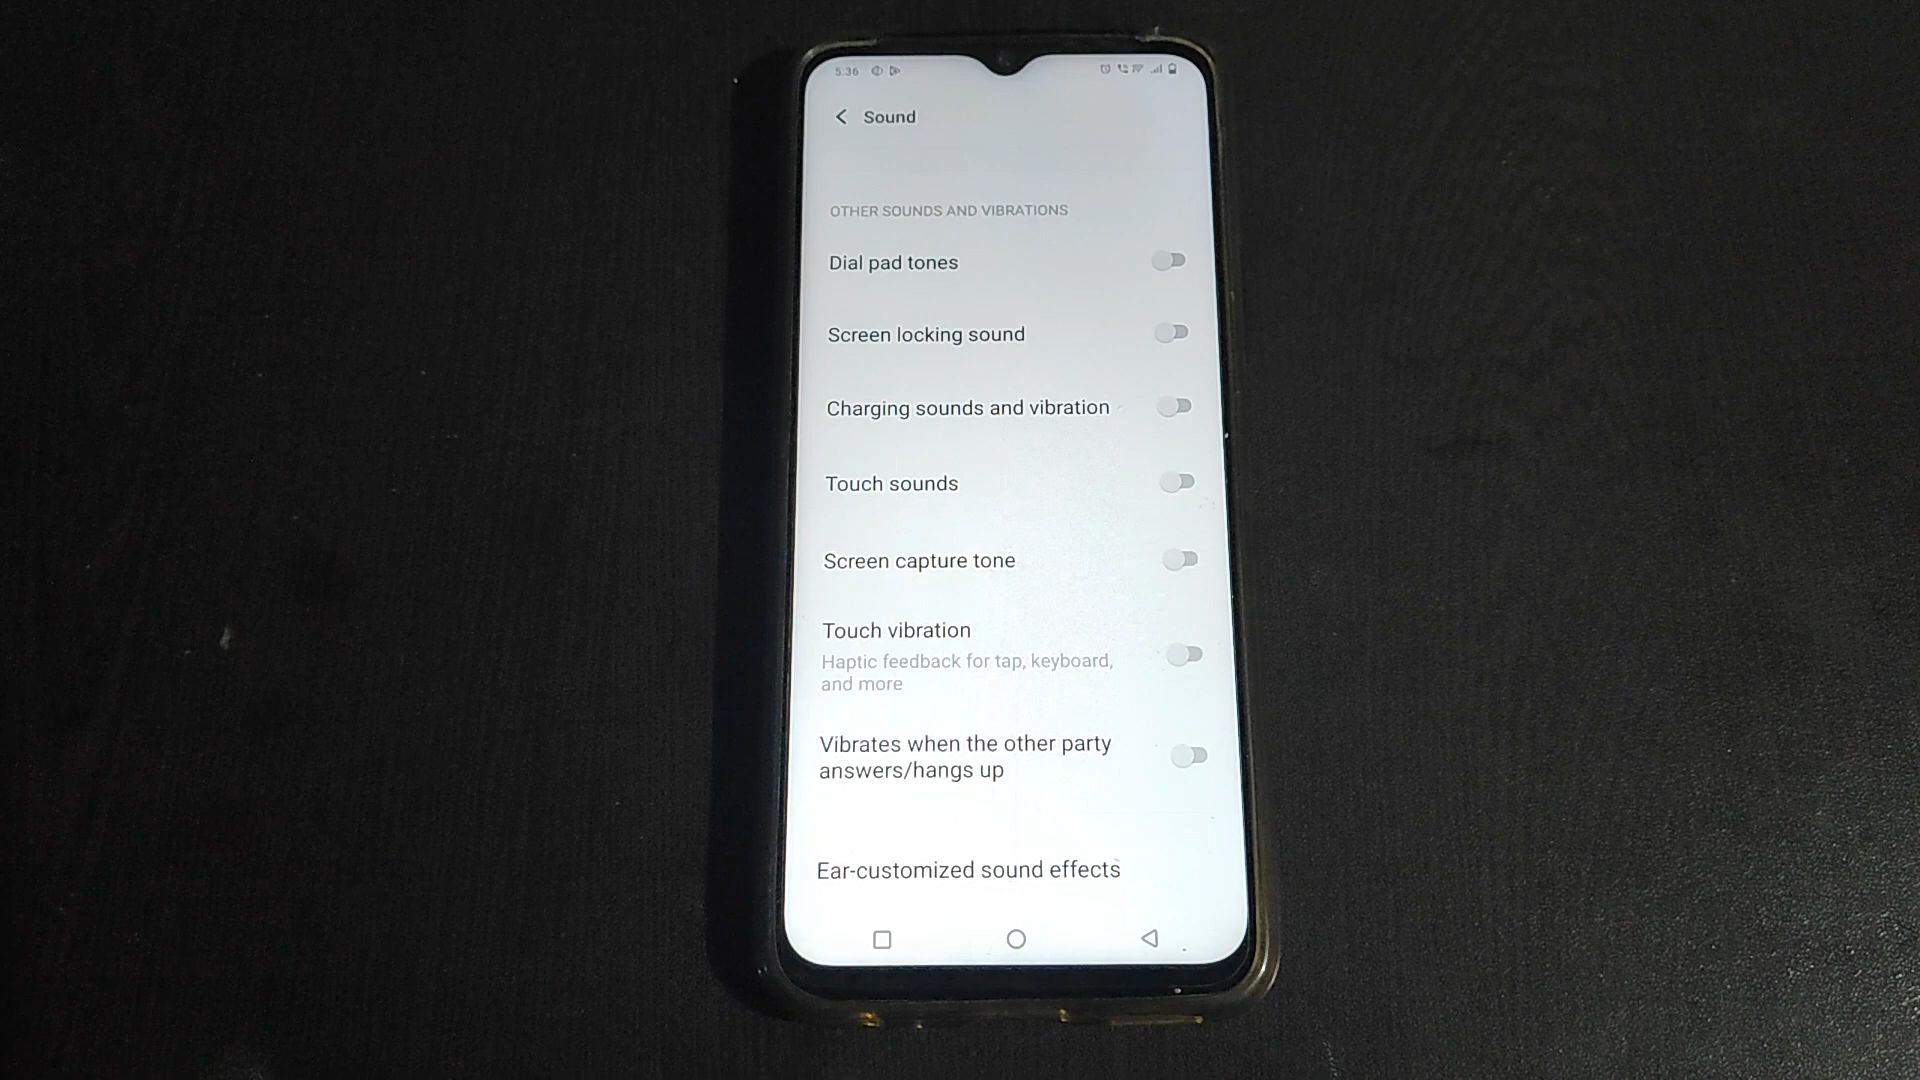 5:36
Sound
OTHER SOUNDS AND VIBRATIONS
Dial pad tones
Screen locking sound
Charging sounds and vibration
Touch sounds
Screen capture tone
Touch vibration
Haptic feedback for tap, keyboard,
and more
Vibrates when the other party
answers/hangs up
Ear-customized sound effects